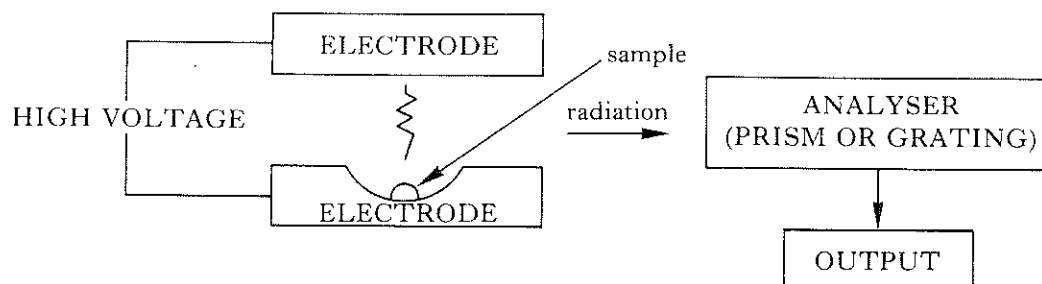 ELECTRODE
sample
HIGH VOLTAGE
radiation
ANALYSER
(PRISM OR GRATING)
ELECTRODE
OUTPUT